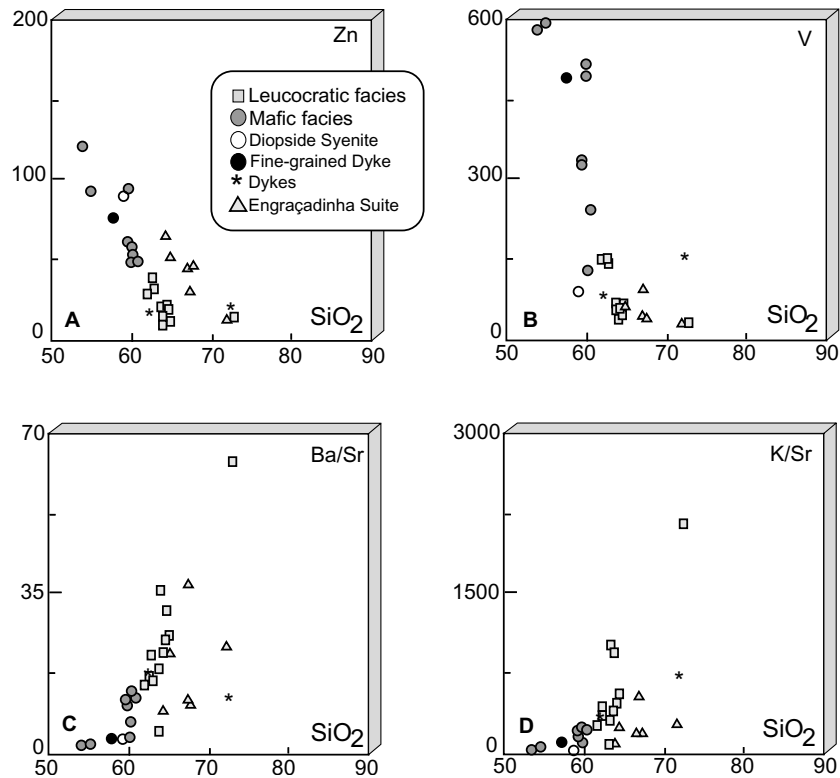 200
Zn
Leucocratic facies
Mafic facies
Diopside Syenite
Fine-grained Dyke
* Dykes
Engraçadinha Suite
100
0
A
SiO2
50 60 70 80 90
600
V
300
0
B
SiO2
50 60 70 80 90
70
Ba/Sr
35
0
C
SiO2
50 60 70 80 90
3000
K/Sr
1500
0
D
SiO2
50 60 70 80 90